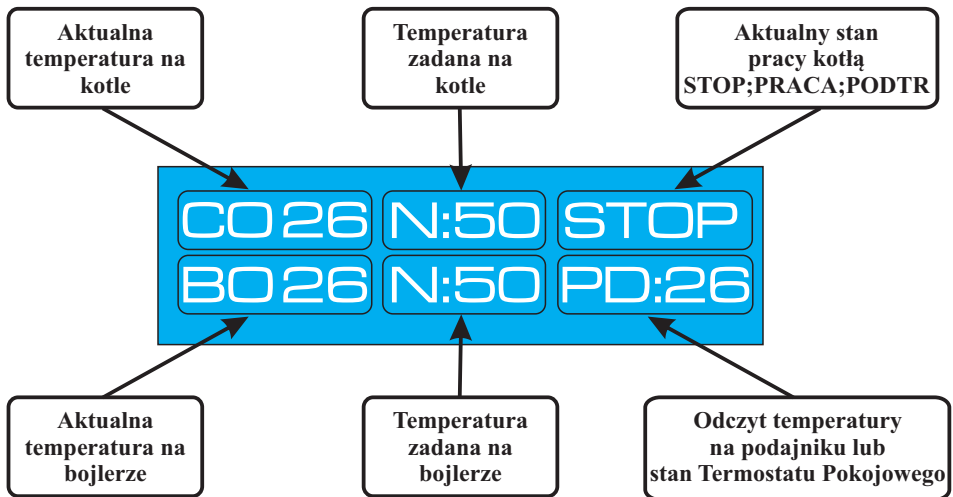 Aktualna
temperatura na
kotle
Temperatura
zadana na
kotle
Aktualny stan
pracy kotłą
STOP;PRACA;PODTR
CO 26 N:50 STOP
BO 26 N:50 PD:26
Aktualna
temperatura na
bojlerze
Temperatura
zadana na
bojlerze
Odczyt temperatury
na podajniku lub
stan Termostatu Pokojowego